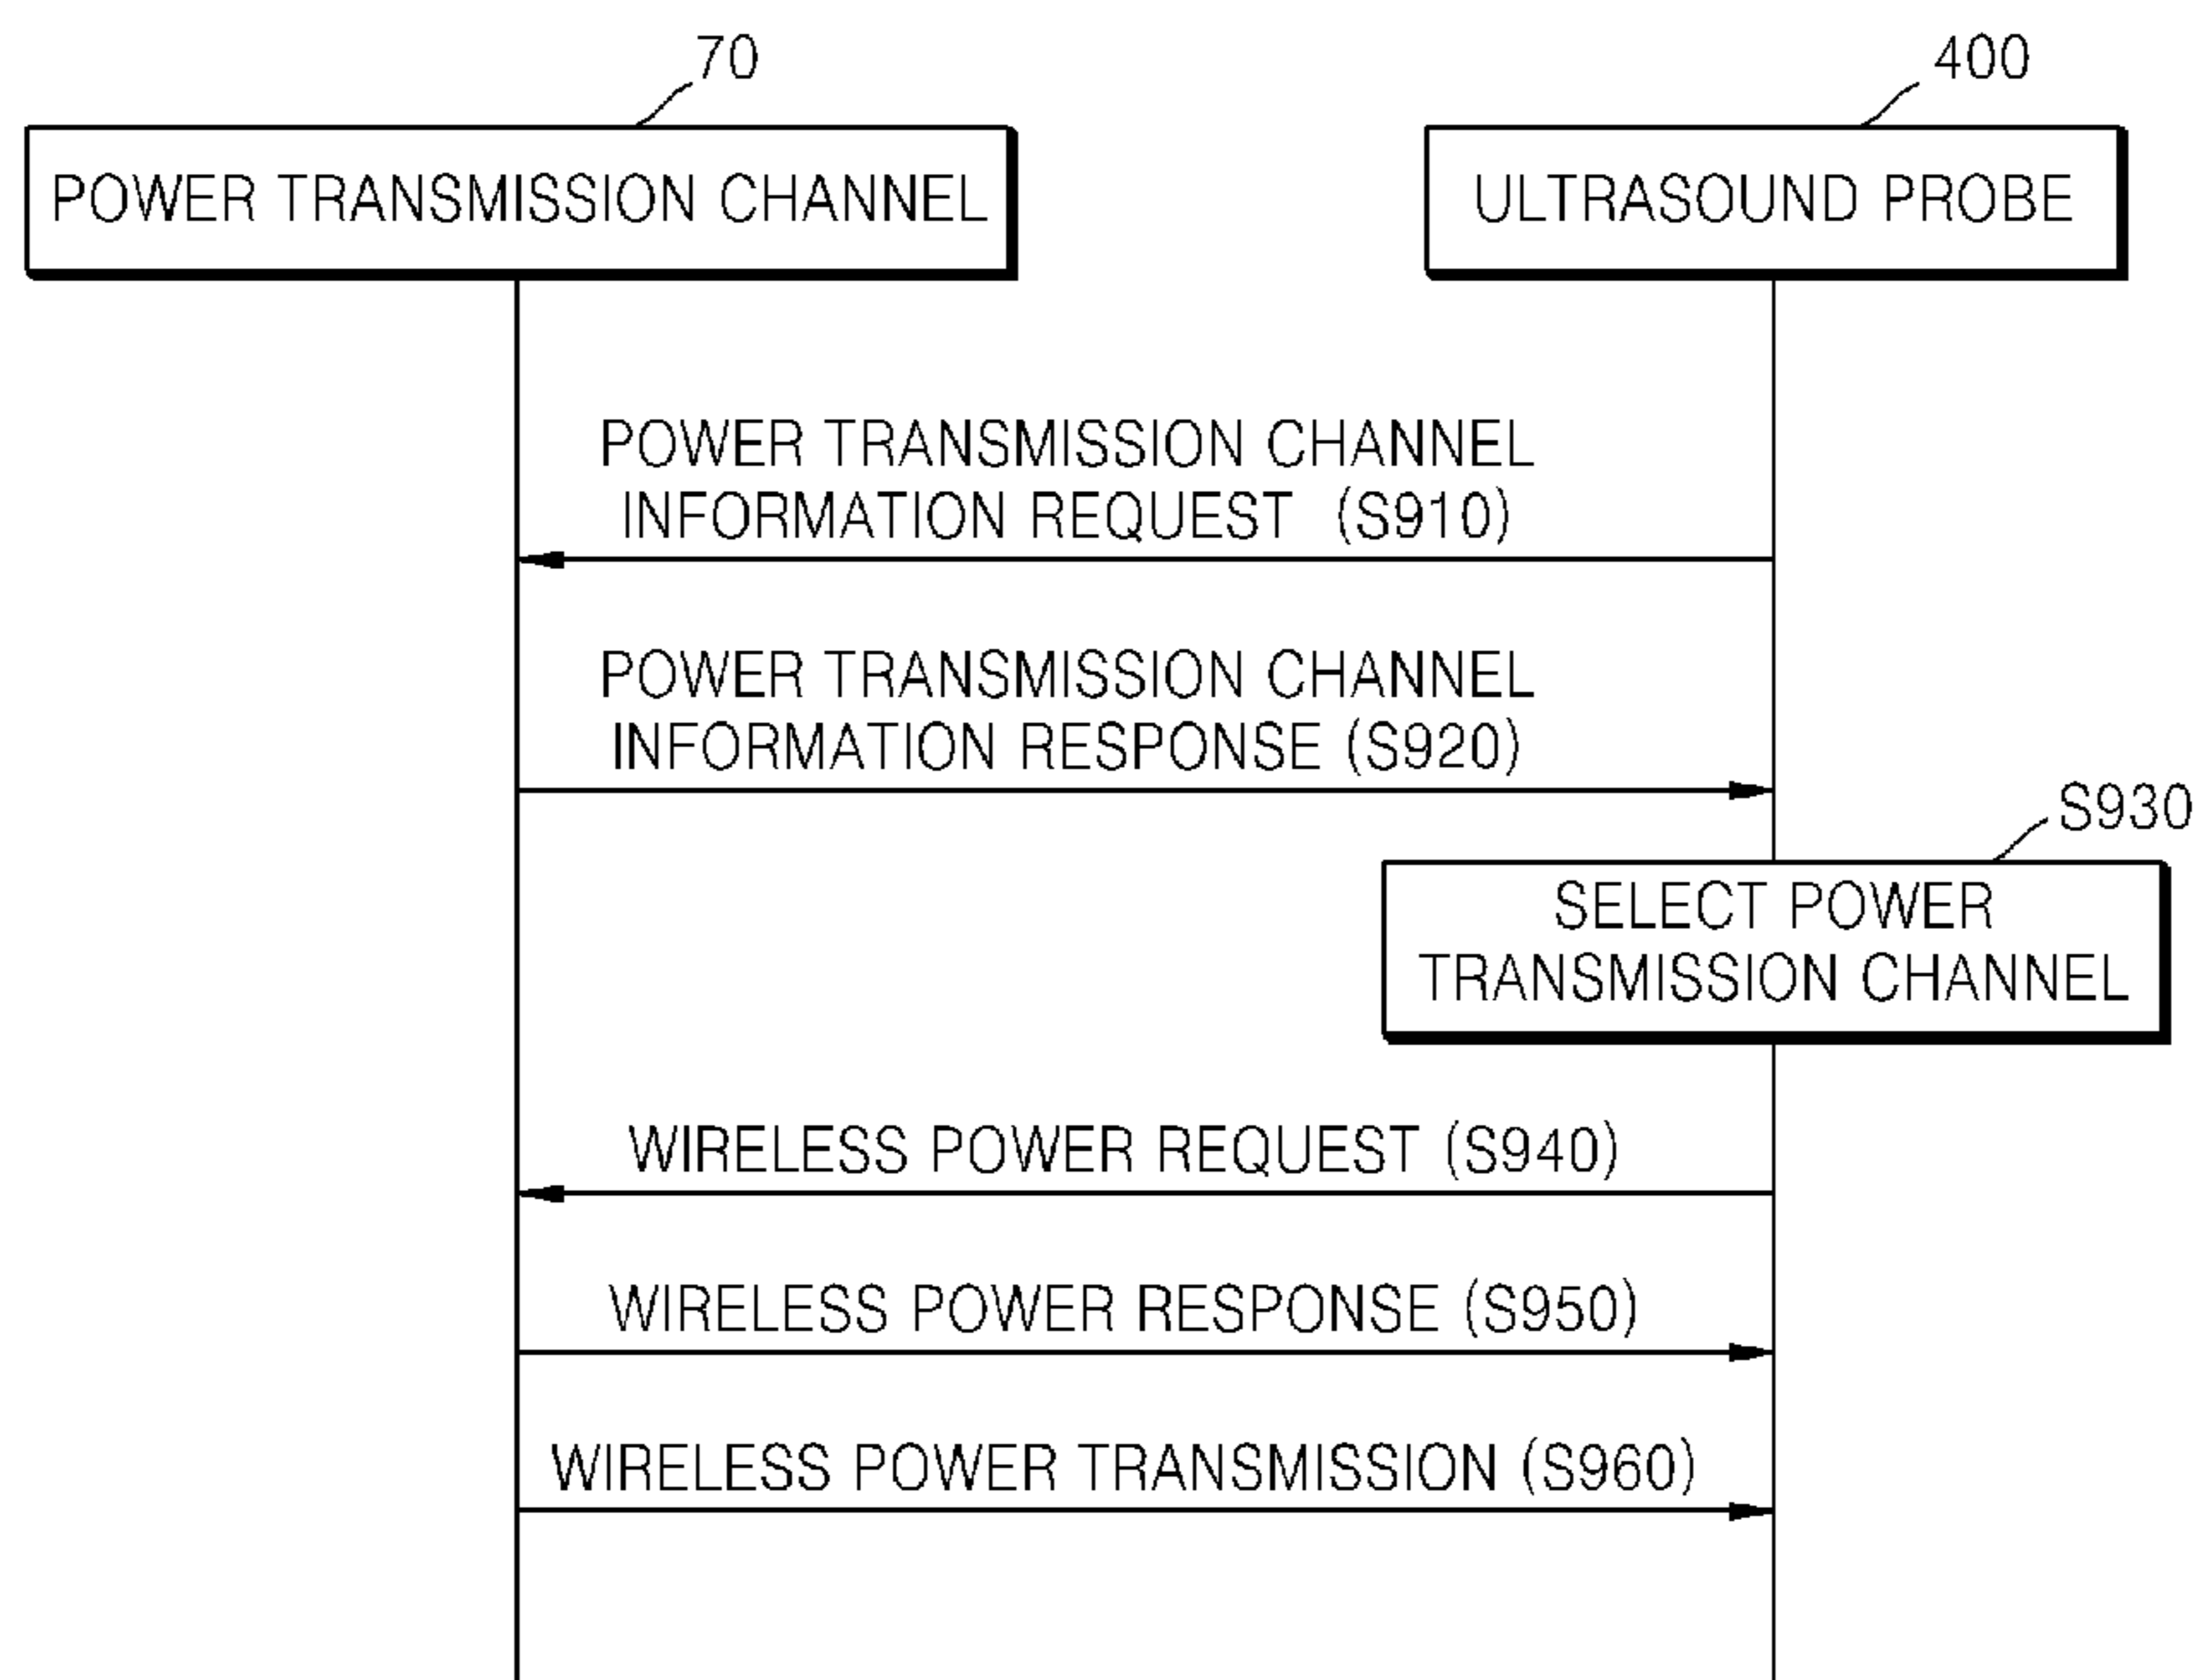 70
400
POWER TRANSMISSION CHANNEL
ULTRASOUND PROBE
POWER TRANSMISSION CHANNEL
INFORMATION REQUEST (S910)
POWER TRANSMISSION CHANNEL
INFORMATION RESPONSE (S920)
S930
SELECT POWER
TRANSMISSION CHANNEL
WIRELESS POWER REQUEST (S940)
WIRELESS POWER RESPONSE (S950)
WIRELESS POWER TRANSMISSION (S960)